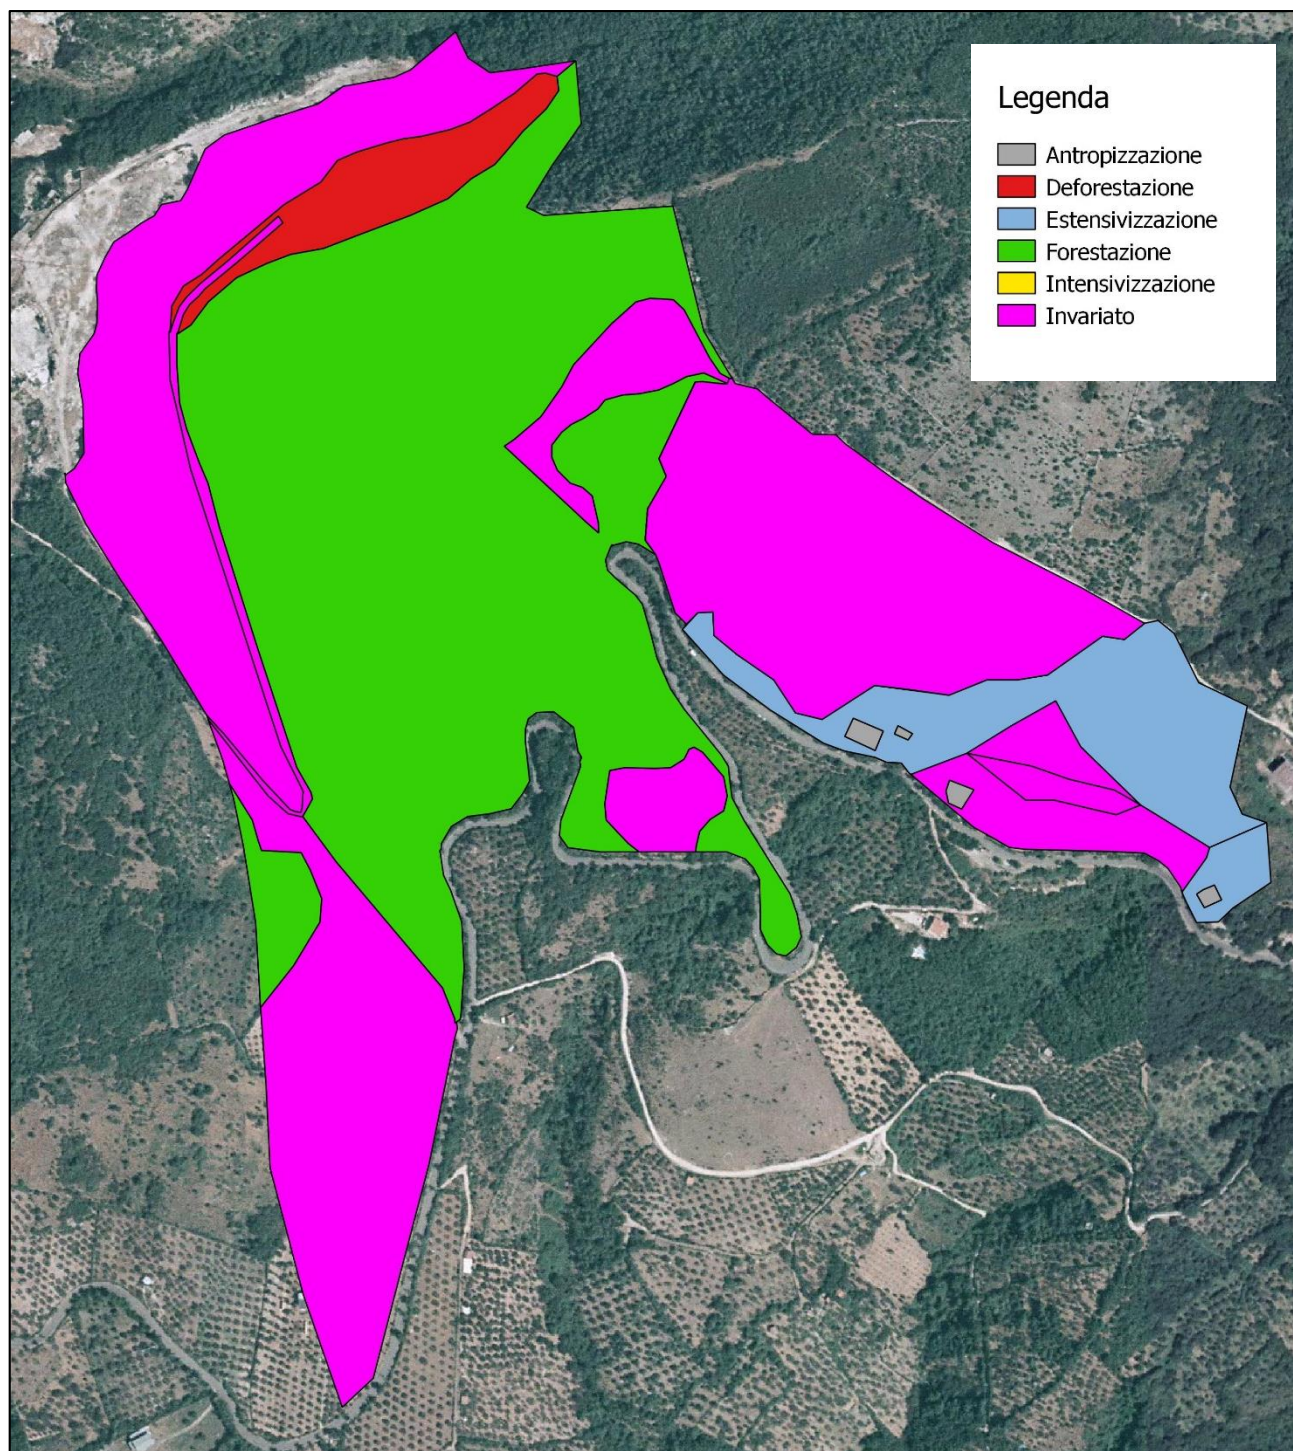 Legenda
Antropizzazione
Deforestazione
Estensivizzazione
Forestazione
Intensivizzazione
Invariato